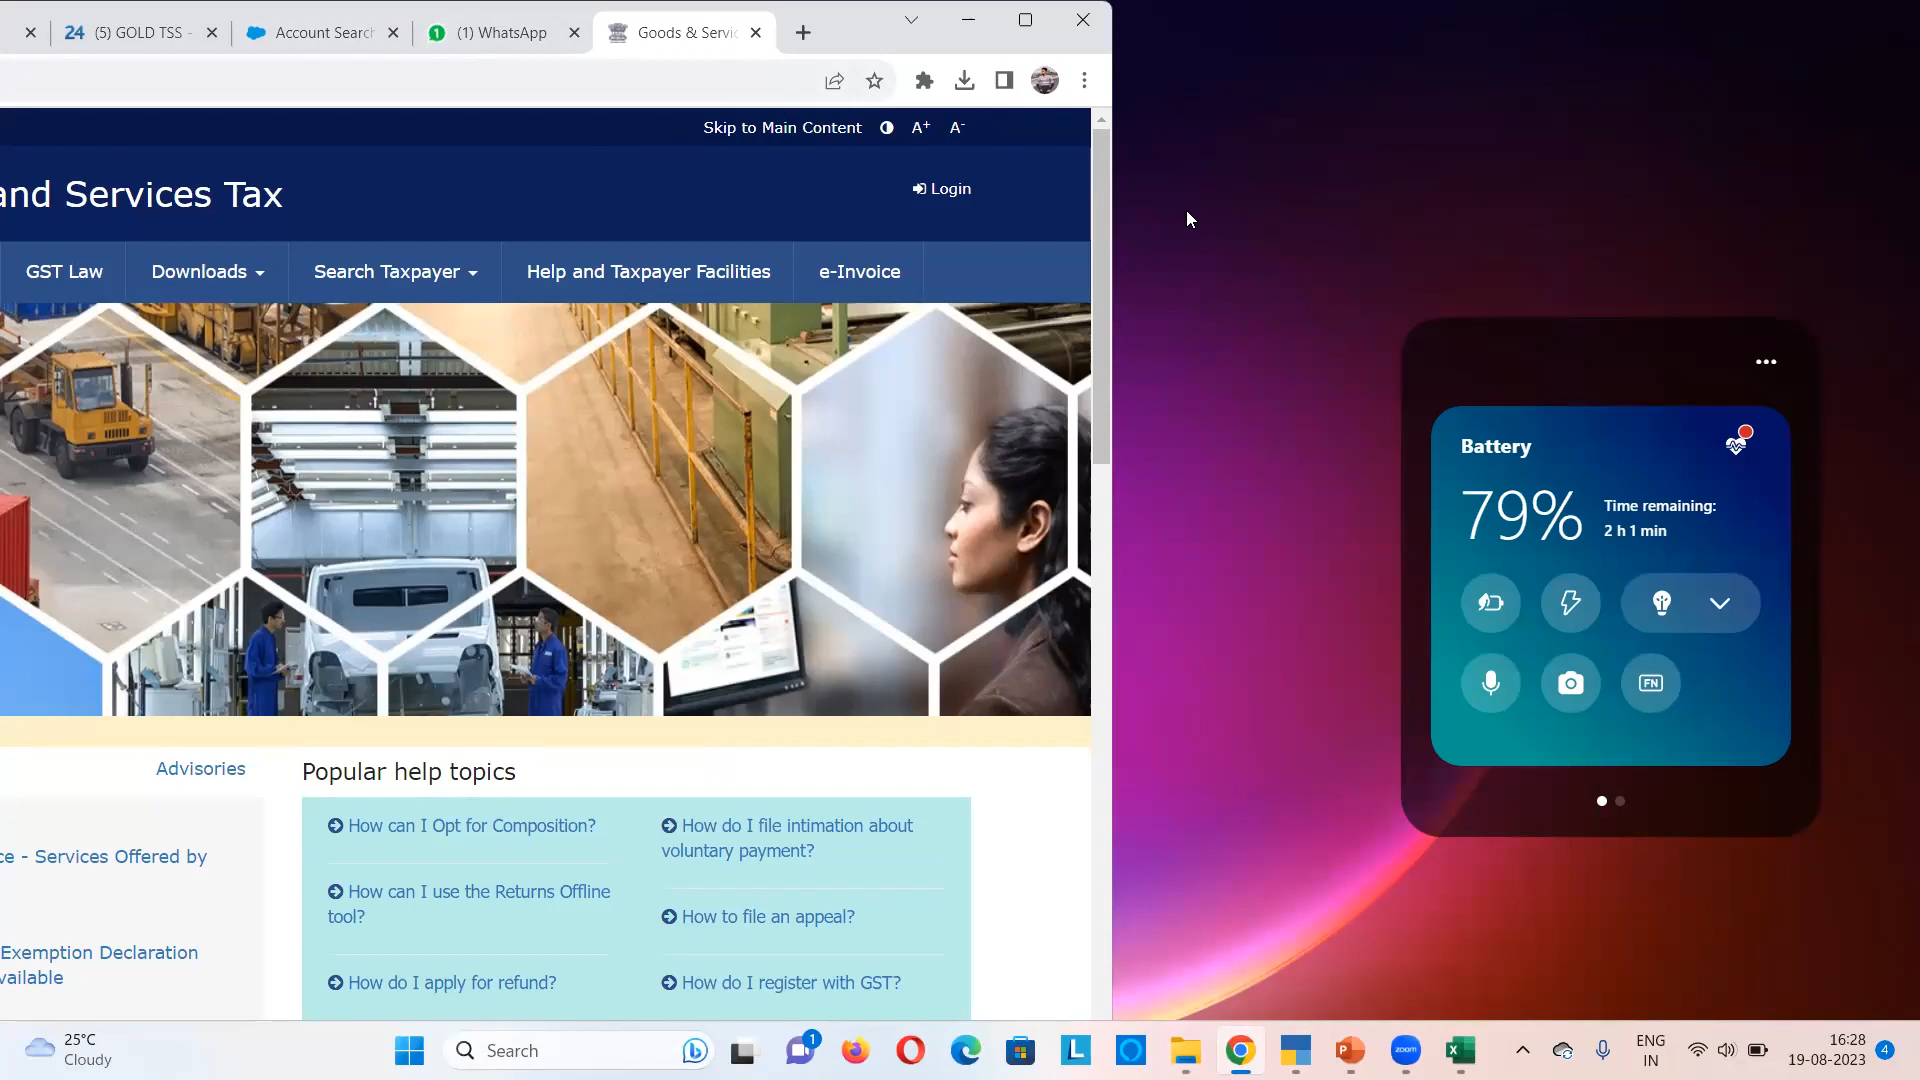 (5) GOLD TSS -
Account Search
(1) WhatsApp
Goods & Servic
Skip to Main Content A+ A-
and Services Tax
Login
GST Law
Downloads
Search Taxpayer
Help and Taxpayer Facilities
e-Invoice
Battery
79%
Time remaining:
2 h 1 min
FN
Advisories
ce - Services Offered by
Exemption Declaration
vailable
Popular help topics
How can I Opt for Composition?
How can I use the Returns Offline
tool?
How do I apply for refund?
How do I file intimation about
voluntary payment?
How to file an appeal?
How do I register with GST?
25°C
Cloudy
Search
1
L
P
zoom
X
ENG
IN
16:28
19-08-2023
4